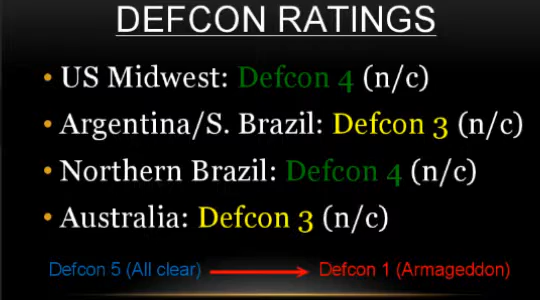 DEFCON RATINGS
• US Midwest: Defcon 4 (n/c)
• Argentina/S. Brazil: Defcon 3 (n/c)
• Northern Brazil: Defcon 4 (n/c)
• Australia: Defcon 3 (n/c)
Defcon 5 (All clear) → Defcon 1 (Armageddon)